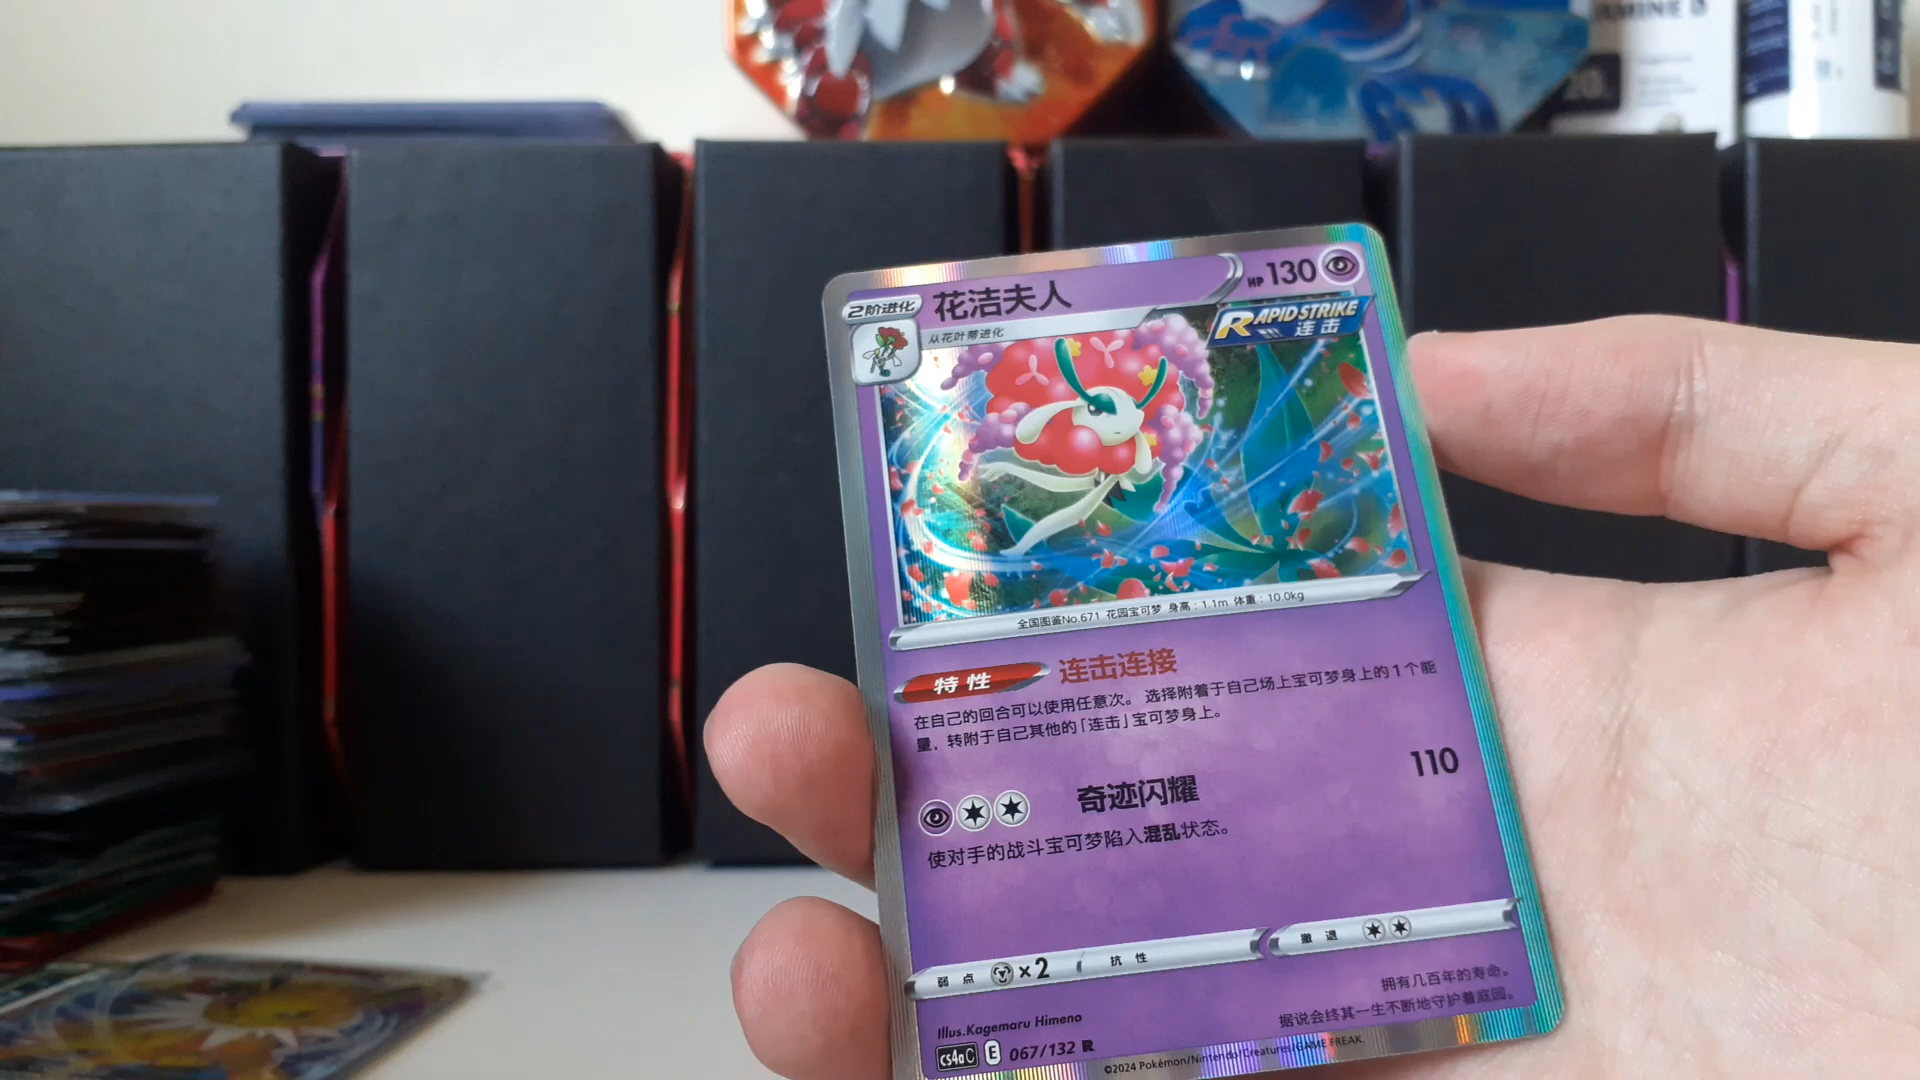 AMINE D
20
2阶进化
花洁夫人
HP 130
从花叶蒂进化
RAPID STRIKE
连击
全国图鉴No.671 花园宝可梦 身高：1.1m 体重：10.0kg
特性 连击连接
在自己的回合可以使用任意次。选择附着于自己场上宝可梦身上的1个能
量，转附于自己其他的「连击」宝可梦身上。
奇迹闪耀 110
使对手的战斗宝可梦陷入混乱状态。
弱点 ×2 抗性 撤退
拥有几百年的寿命。
据说会终其一生不断地守护着庭园。
Illus.Kagemaru Himeno
CS4aC E 067/132 R
©2024 Pokémon/Nintendo/Creatures/GAME FREAK.